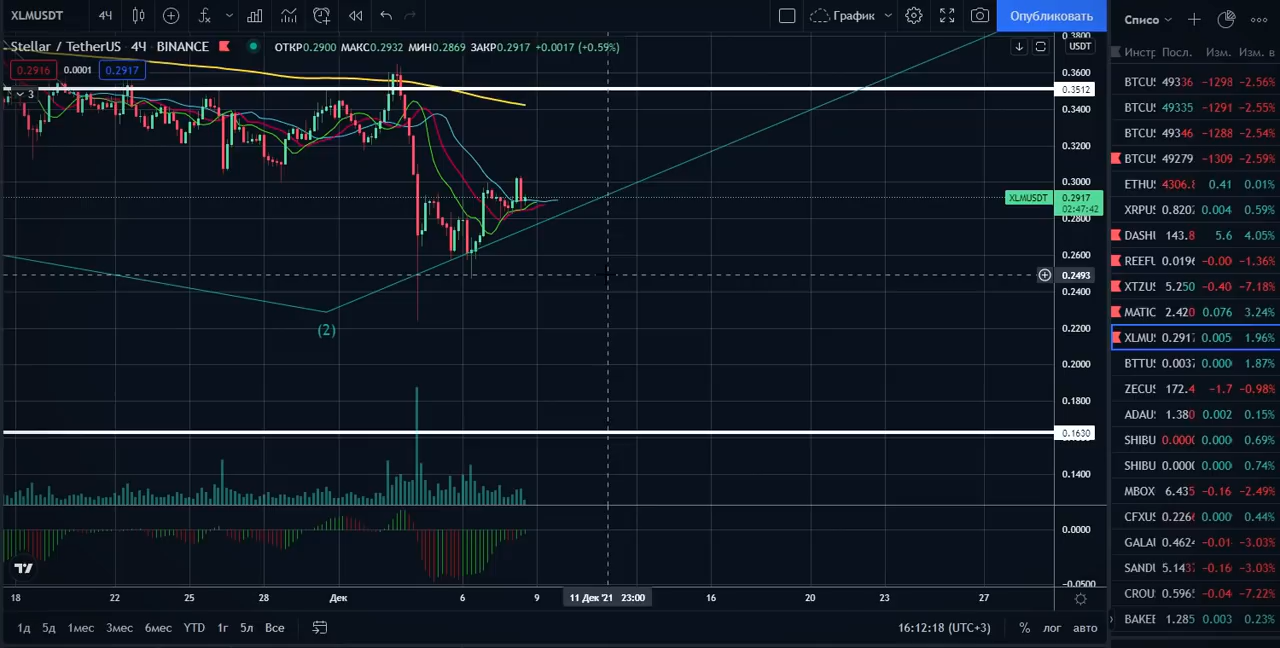 XLMUSDT 4Ч График Опубликовать
Stellar / TetherUS 4Ч BINANCE ОТКР0.2900 МАКС0.2932 МИН0.2869 ЗАКР0.2917 +0.0017 (+0.59%)
0.2916 0.0001 0.2917
3
(2)
0.3800
USDT
0.3600
0.3512
0.3400
0.3200
0.3000
XLMUSDT 0.2917
02:47:42
0.2800
0.2600
0.2493
0.2400
0.2200
0.2000
0.1800
0.1630
0.1400
0.0000
-0.0500
18 22 25 28 Дек 6 9 11 Дек '21 23:00 16 20 23 27
1д 5д 1мес 3мес 6мес YTD 1г 5л Все 16:12:18 (UTC+3) % лог авто
Списо
Инстр Посл. Изм. Изм. в
BTCUS 49336 −1298 −2.56%
BTCUS 49335 −1291 −2.55%
BTCUS 49346 −1288 −2.54%
BTCUS 49279 −1309 −2.59%
ETHUS 4306.8 0.41 0.01%
XRPUS 0.8207 0.004 0.59%
DASHU 143.8 5.6 4.05%
REEFU 0.0196 −0.00 −1.36%
XTZUS 5.250 −0.40 −7.18%
MATIC 2.420 0.076 3.24%
XLMUS 0.2917 0.005 1.96%
BTTUS 0.0037 0.000 1.87%
ZECUS 172.4 −1.7 −0.98%
ADAUS 1.380 0.002 0.15%
SHIBU 0.0000 0.000 0.69%
SHIBU 0.0000 0.000 0.74%
MBOX 6.435 −0.16 −2.49%
CFXUS 0.2266 0.000 0.44%
GALAU 0.4624 −0.01 −3.03%
SANDU 5.1437 −0.16 −3.03%
CROUS 0.5965 −0.04 −7.22%
BAKEE 1.285 0.003 0.23%